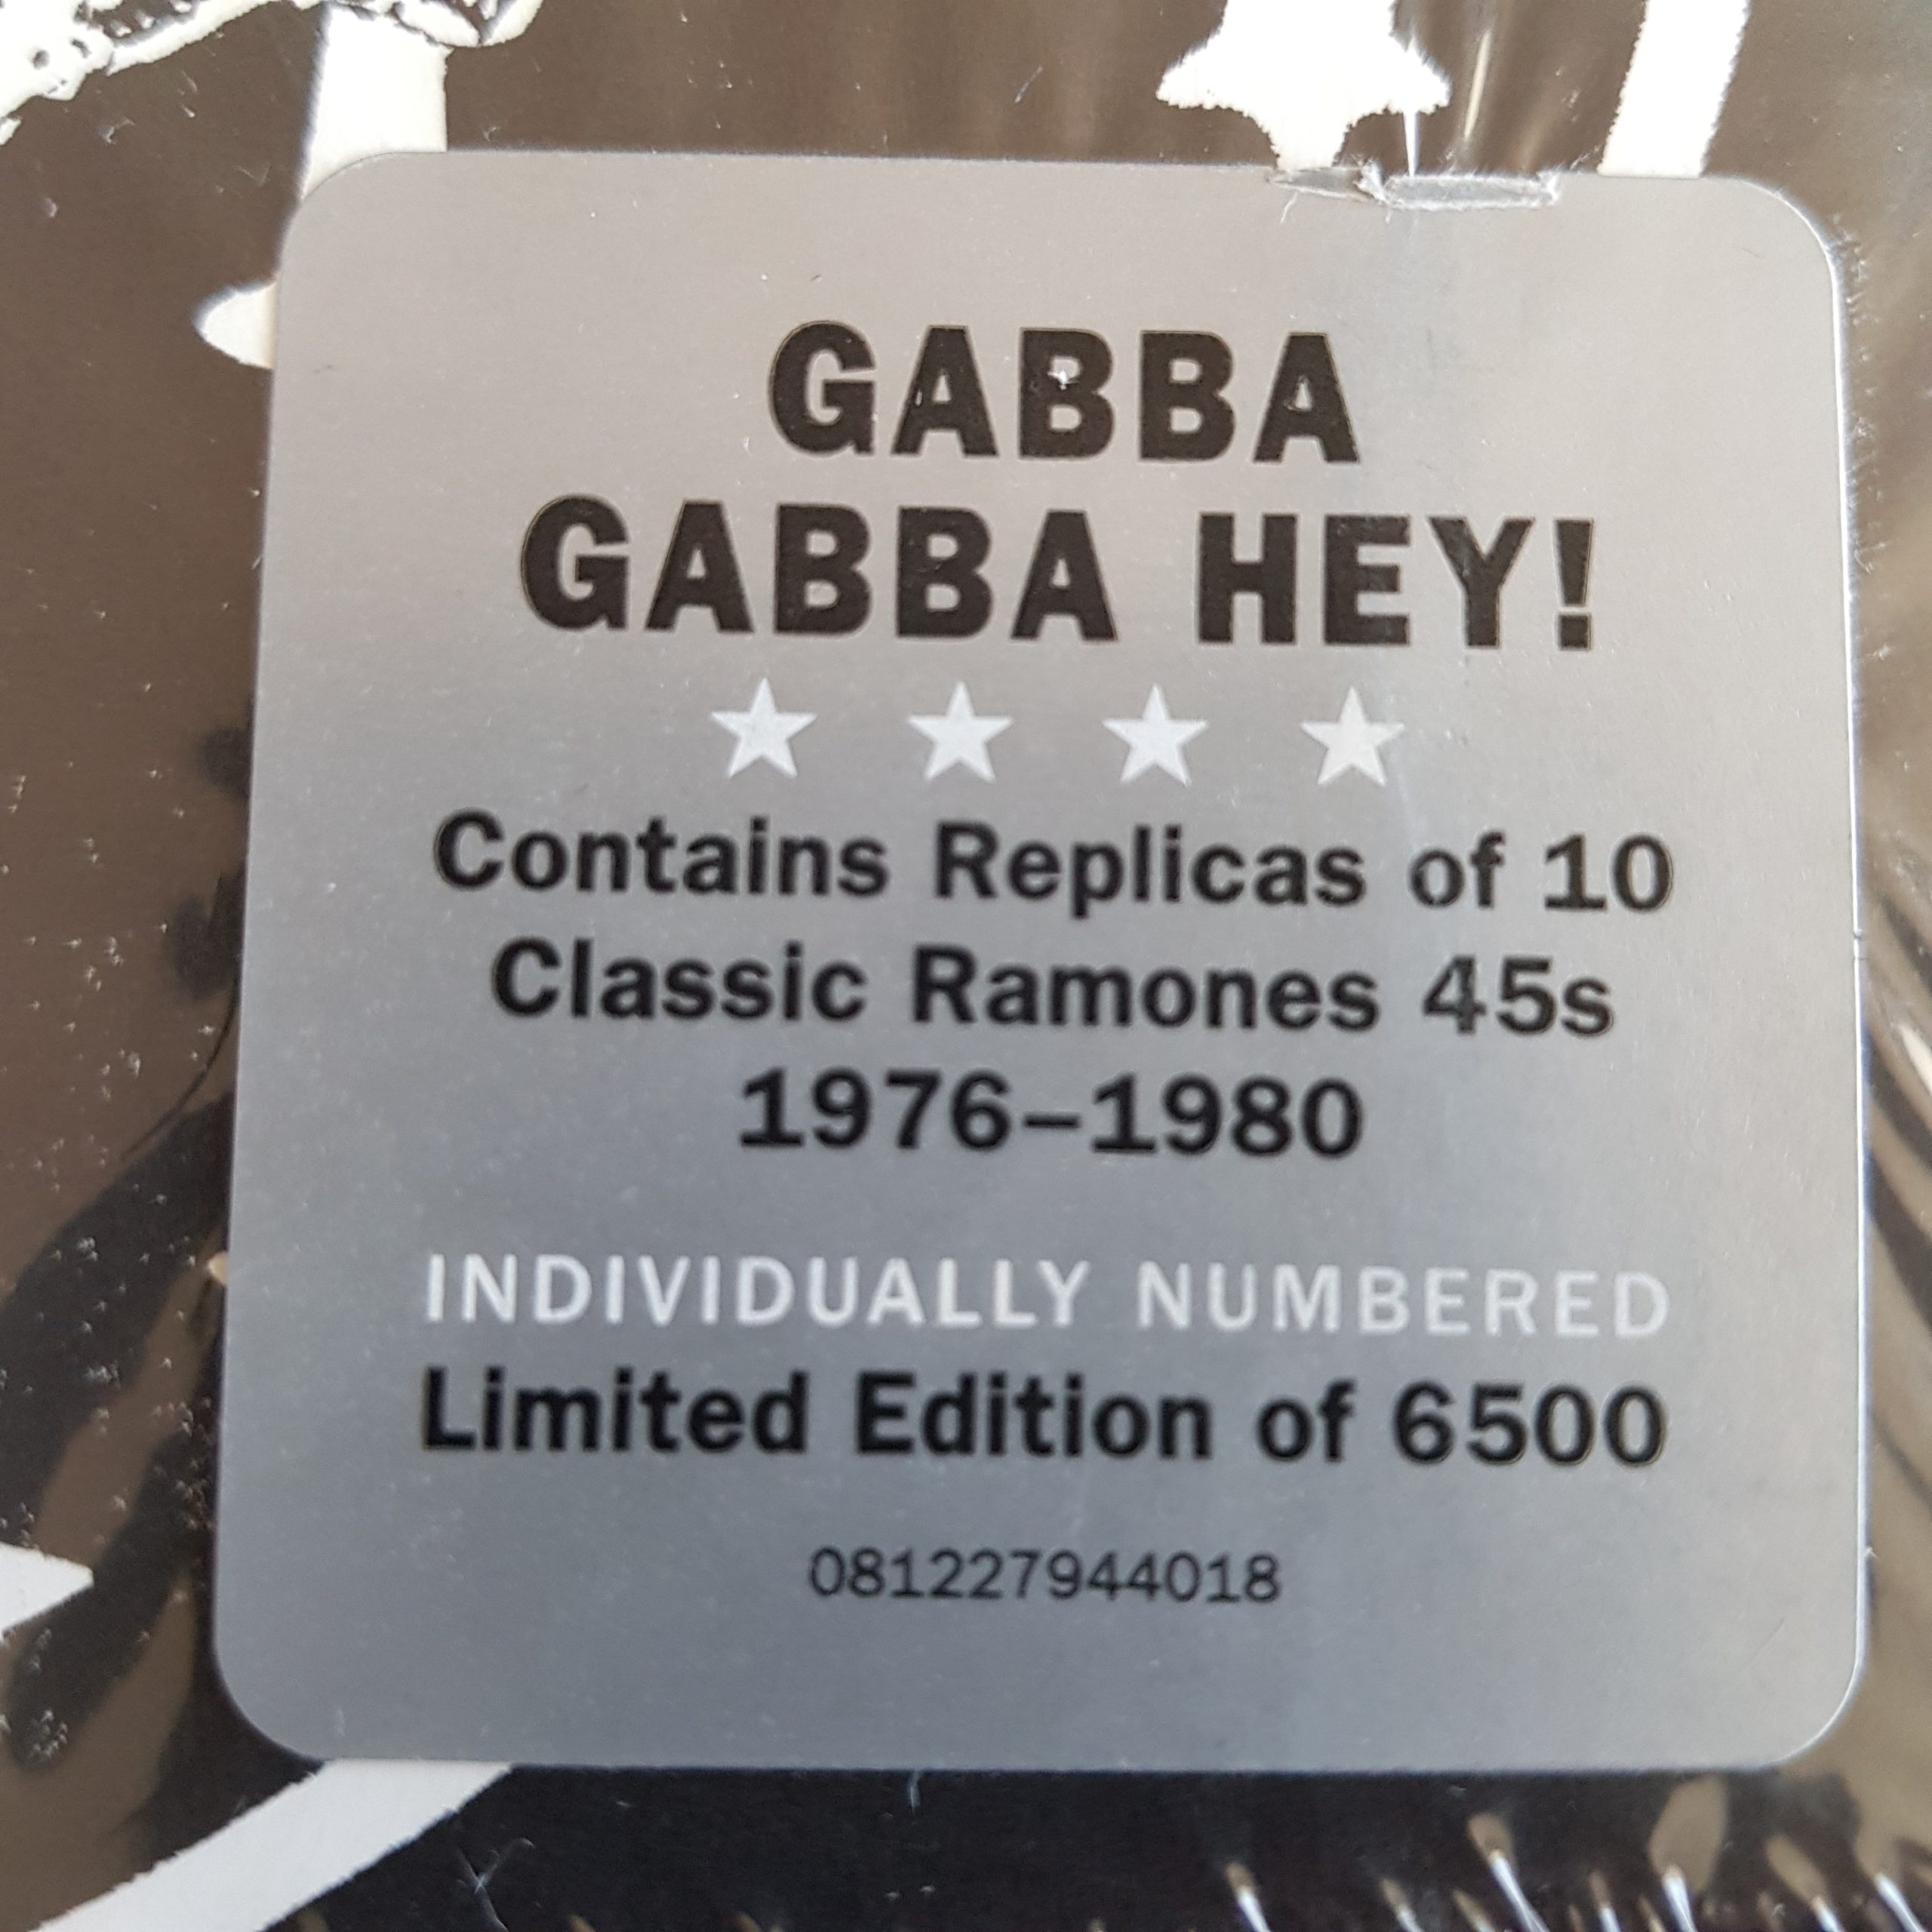 GABBA
GABBA HEY!
Contains Replicas of 10
Classic Ramones 45s
1976–1980
INDIVIDUALLY NUMBERED
Limited Edition of 6500
081227944018